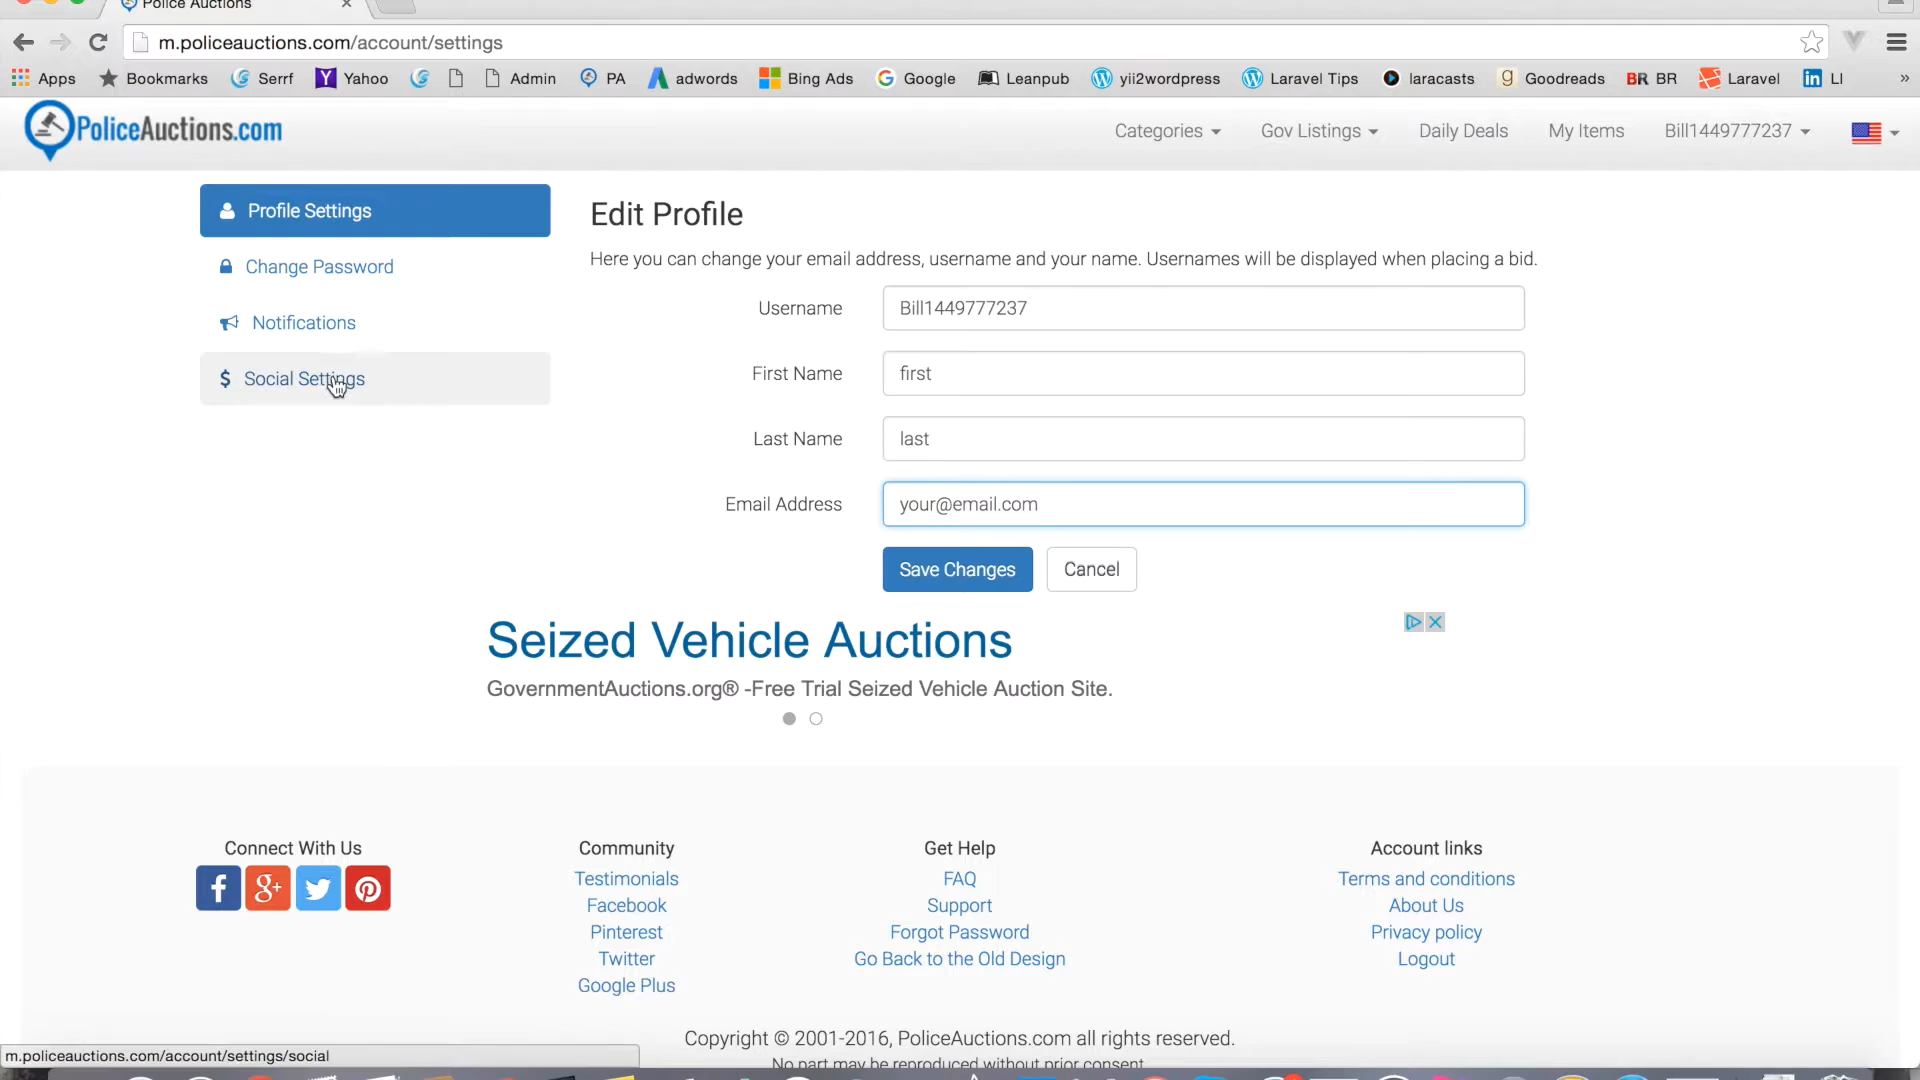 Police Auctions
m.policeauctions.com/account/settings
Apps Bookmarks Serrf Yahoo Admin PA adwords Bing Ads Google Leanpub yii2wordpress Laravel Tips laracasts Goodreads BR BR Laravel LI »
PoliceAuctions.com
Categories Gov Listings Daily Deals My Items Bill1449777237
Profile Settings
Change Password
Notifications
Social Settings
Edit Profile
Here you can change your email address, username and your name. Usernames will be displayed when placing a bid.
Username Bill1449777237
First Name first
Last Name last
Email Address your@email.com
Save Changes Cancel
Seized Vehicle Auctions
GovernmentAuctions.org® -Free Trial Seized Vehicle Auction Site.
Connect With Us
Community
Testimonials
Facebook
Pinterest
Twitter
Google Plus
Get Help
FAQ
Support
Forgot Password
Go Back to the Old Design
Account links
Terms and conditions
About Us
Privacy policy
Logout
Copyright © 2001-2016, PoliceAuctions.com all rights reserved.
No part may be reproduced without prior consent
m.policeauctions.com/account/settings/social